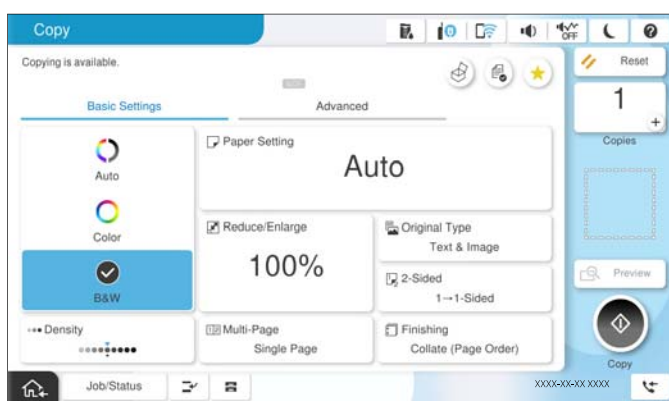 Copy
OFF
Copying is available.
Reset
1
Copies
Basic Settings
Advanced
Auto
Color
B&W
Paper Setting
Auto
Reduce/Enlarge
100%
Original Type
Text & Image
2-Sided
1→1-Sided
Density
Multi-Page
Single Page
Finishing
Collate (Page Order)
Preview
Copy
Job/Status
XXXX-XX-XX XXXX